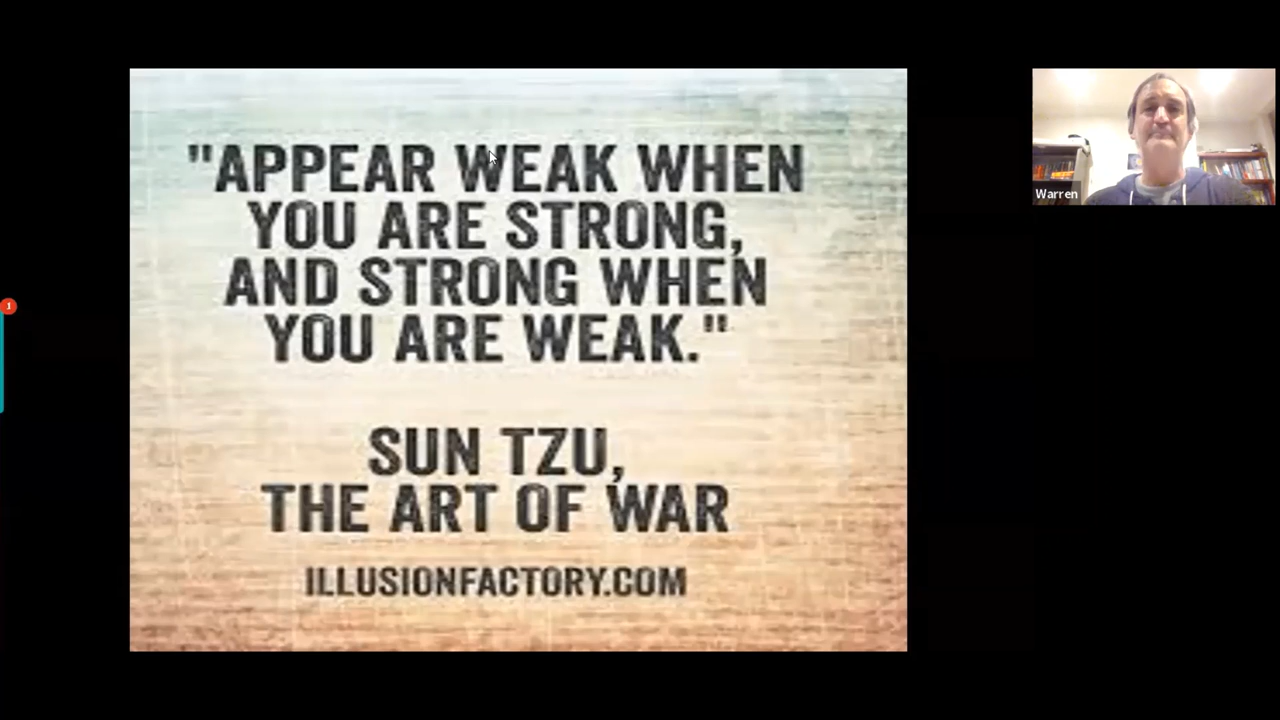 "APPEAR WEAK WHEN
YOU ARE STRONG,
AND STRONG WHEN
YOU ARE WEAK."
SUN TZU,
THE ART OF WAR
ILLUSIONFACTORY.COM
Warren
1